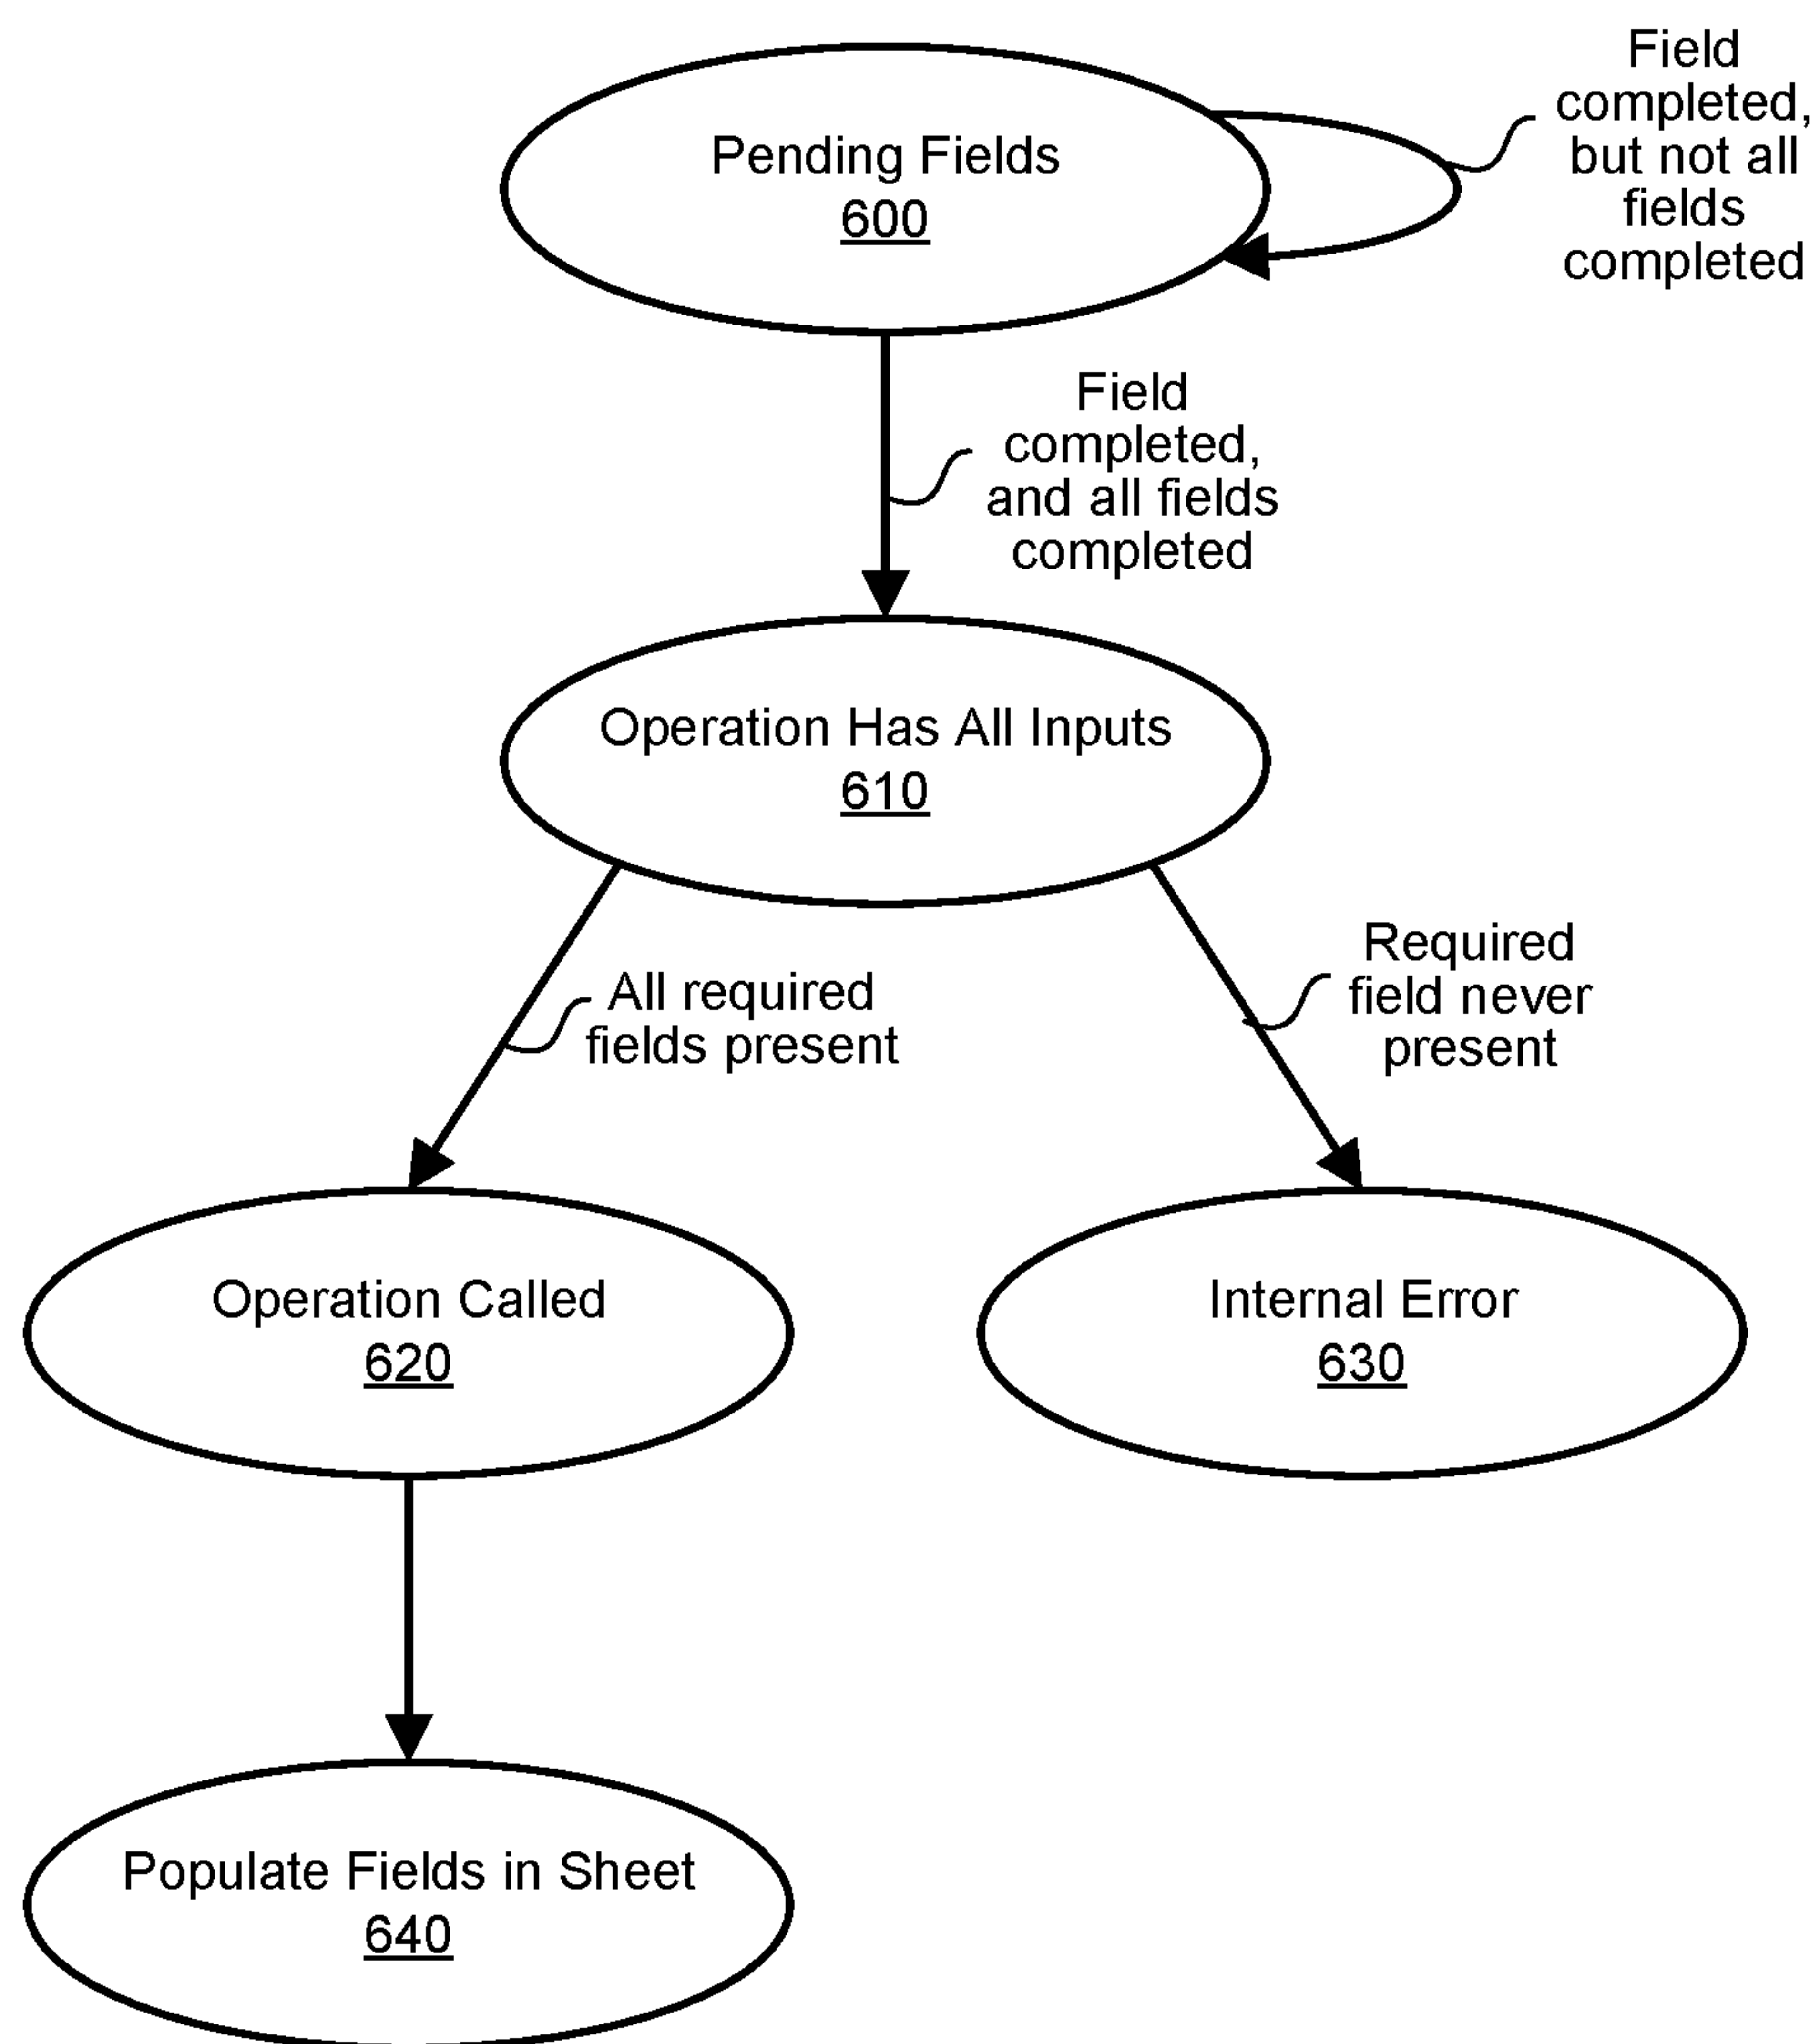 Pending Fields
600
Field
completed,
but not all
fields
completed
Field
completed,
and all fields
completed
Operation Has All Inputs
610
All required
fields present
Required
field never
present
Operation Called
620
Internal Error
630
Populate Fields in Sheet
640